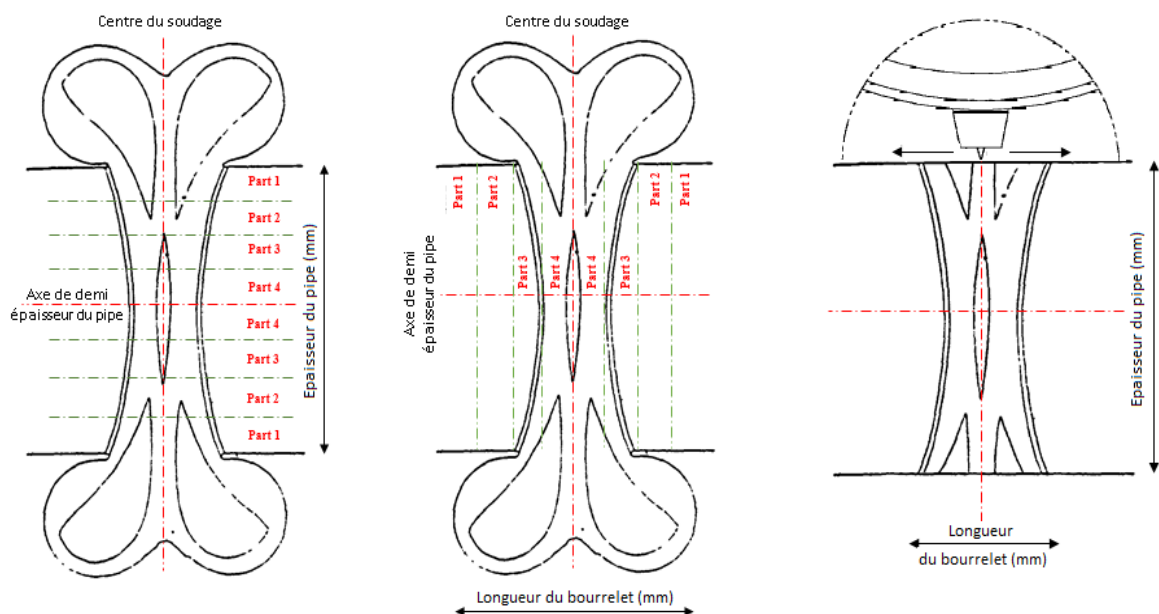 Centre du soudage
Part 1
Part 2
Part 3
Part 4
Axe de demi
épaisseur du pipe
Part 4
Part 3
Part 2
Part 1
Epaisseur du pipe (mm)
Centre du soudage
Part 1
Part 2
Part 2
Part 1
Part 3
Part 4
Part 4
Part 3
Axe de demi
épaisseur du pipe
Longueur du bourrelet (mm)
Epaisseur du pipe (mm)
Longueur
du bourrelet (mm)